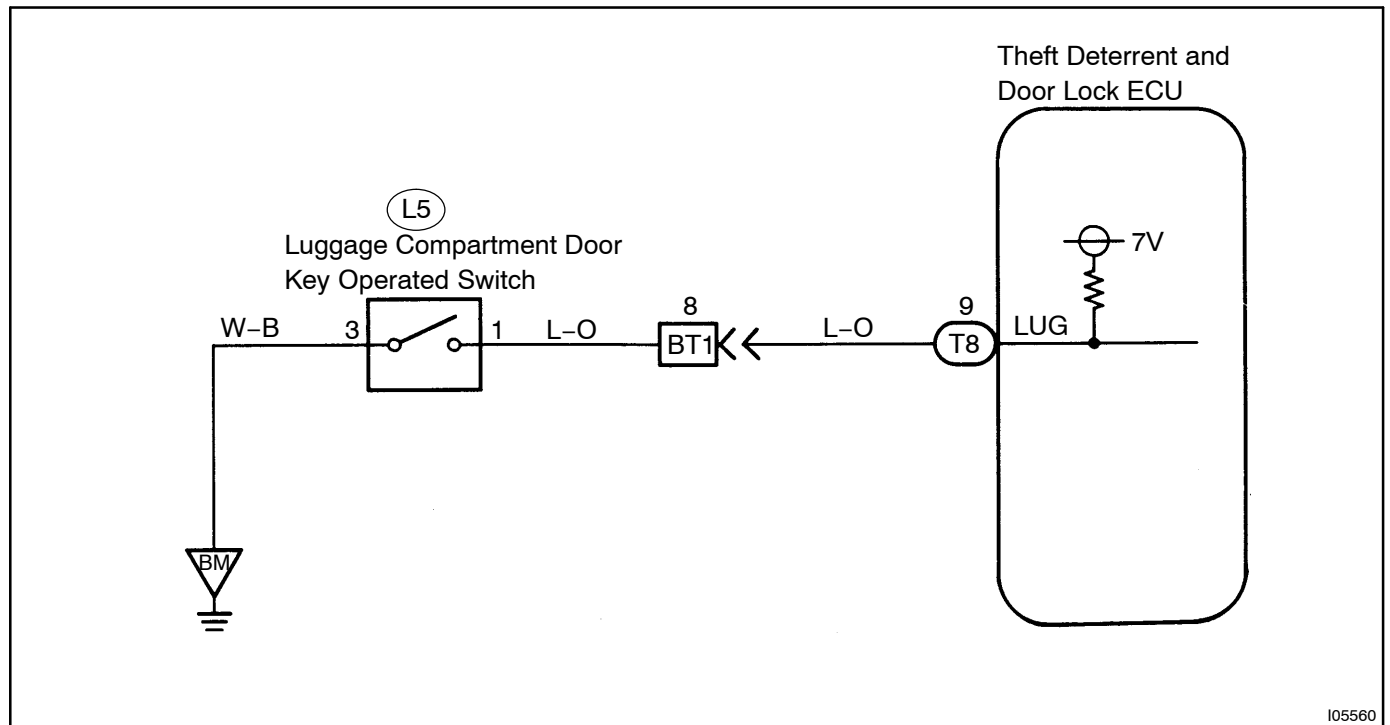 Theft Deterrent and
Door Lock ECU
L5
Luggage Compartment Door
Key Operated Switch
7V
W−B
3
1
L−O
8
BT1
L−O
9
T8
LUG
BM
I05560